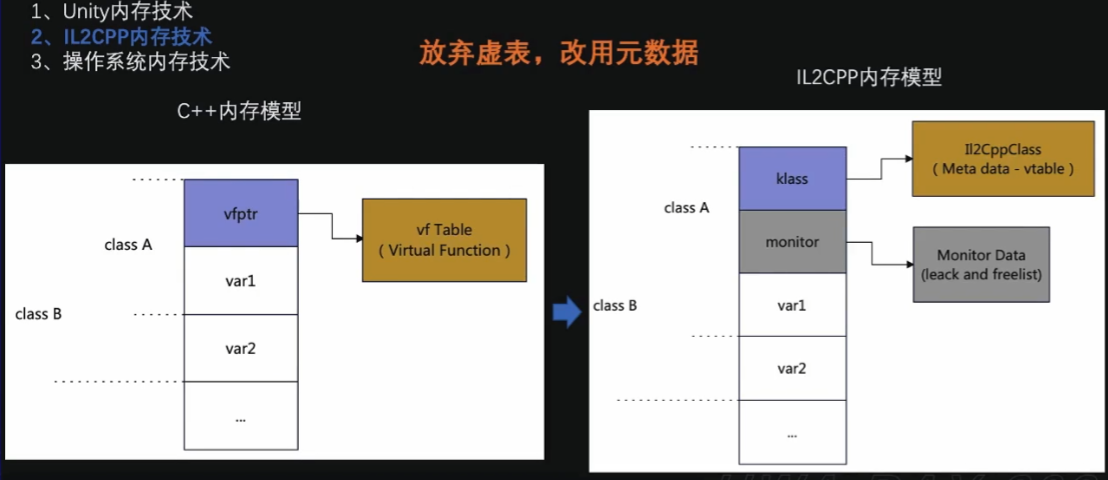 1、Unity内存技术
2、IL2CPP内存技术
3、操作系统内存技术
放弃虚表，改用元数据
C++内存模型
IL2CPP内存模型
class A
class B
vfptr
var1
var2
...
vf Table
( Virtual Function )
class A
class B
klass
monitor
var1
var2
...
Il2CppClass
( Meta data - vtable )
Monitor Data
(leack and freelist)